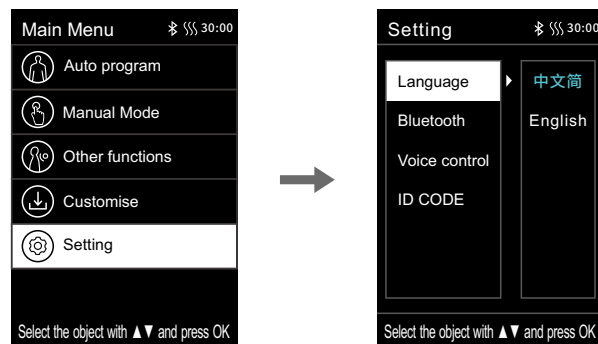 Main Menu 30:00
Auto program
Manual Mode
Other functions
Customise
Setting
Select the object with ▲▼ and press OK
Setting 30:00
Language
中文简
Bluetooth
English
Voice control
ID CODE
Select the object with ▲▼ and press OK